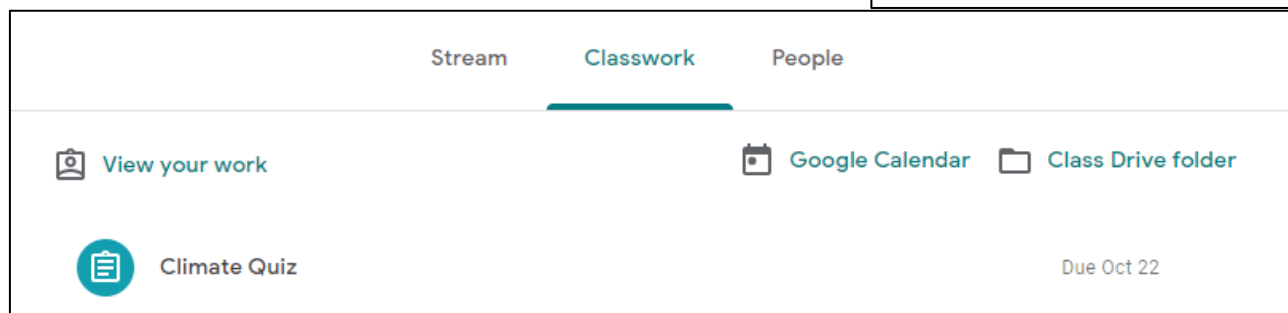 Stream Classwork People
View your work Google Calendar Class Drive folder
Climate Quiz Due Oct 22